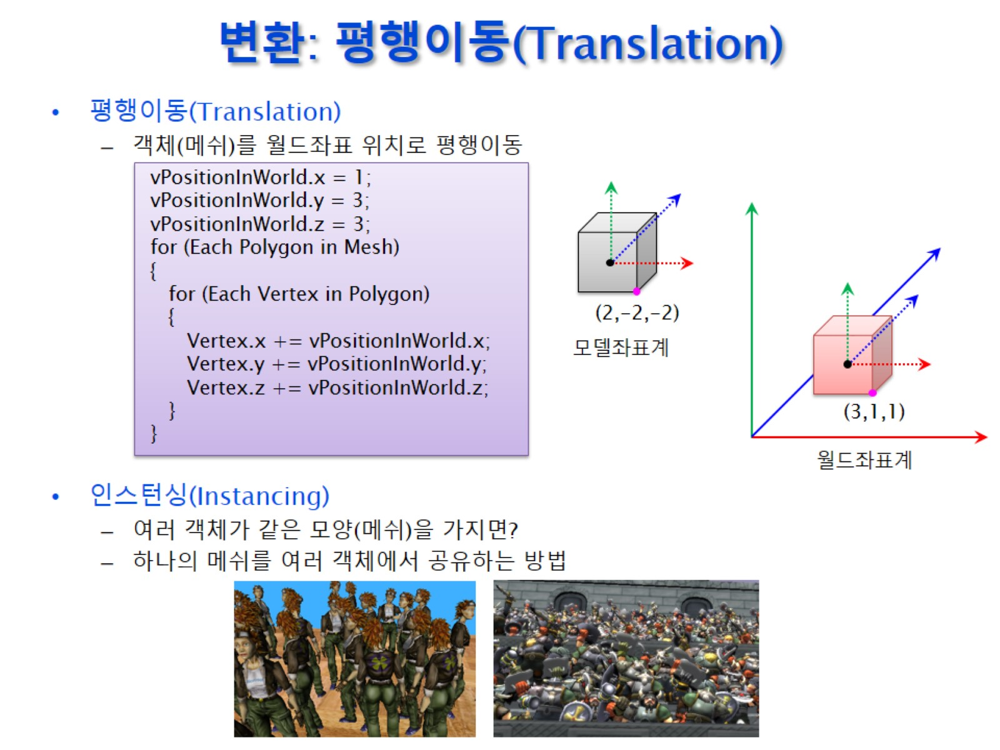 변환: 평행이동(Translation)
• 평행이동(Translation)
– 객체(메쉬)를 월드좌표 위치로 평행이동
vPositionInWorld.x = 1;
vPositionInWorld.y = 3;
vPositionInWorld.z = 3;
for (Each Polygon in Mesh)
{
for (Each Vertex in Polygon)
{
Vertex.x += vPositionInWorld.x;
Vertex.y += vPositionInWorld.y;
Vertex.z += vPositionInWorld.z;
}
}
(2,-2,-2)
모델좌표계
(3,1,1)
월드좌표계
• 인스턴싱(Instancing)
– 여러 객체가 같은 모양(메쉬)을 가지면?
– 하나의 메쉬를 여러 객체에서 공유하는 방법